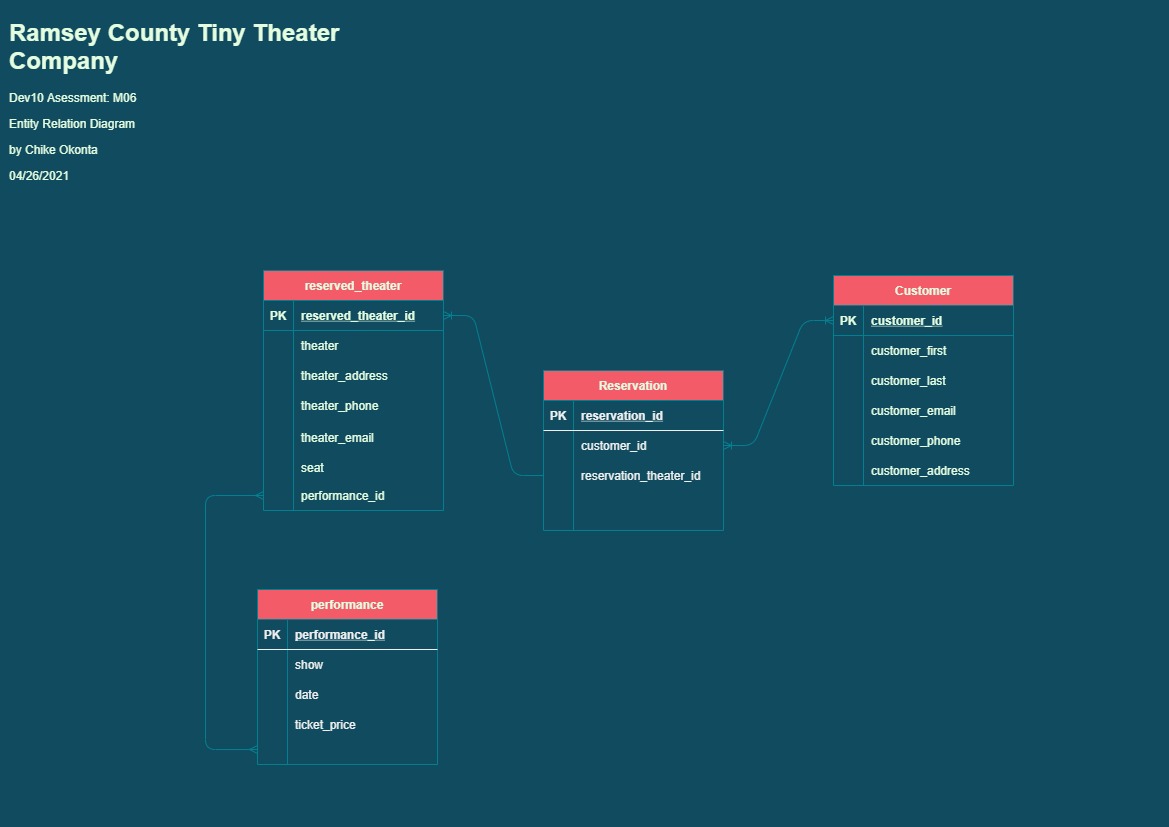 Ramsey County Tiny Theater
Company
Dev10 Asessment: M06
Entity Relation Diagram
by Chike Okonta
04/26/2021
reserved_theater
PK reserved_theater_id
theater
theater_address
theater_phone
theater_email
seat
performance_id
Reservation
PK reservation_id
customer_id
reservation_theater_id
Customer
PK customer_id
customer_first
customer_last
customer_email
customer_phone
customer_address
performance
PK performance_id
show
date
ticket_price